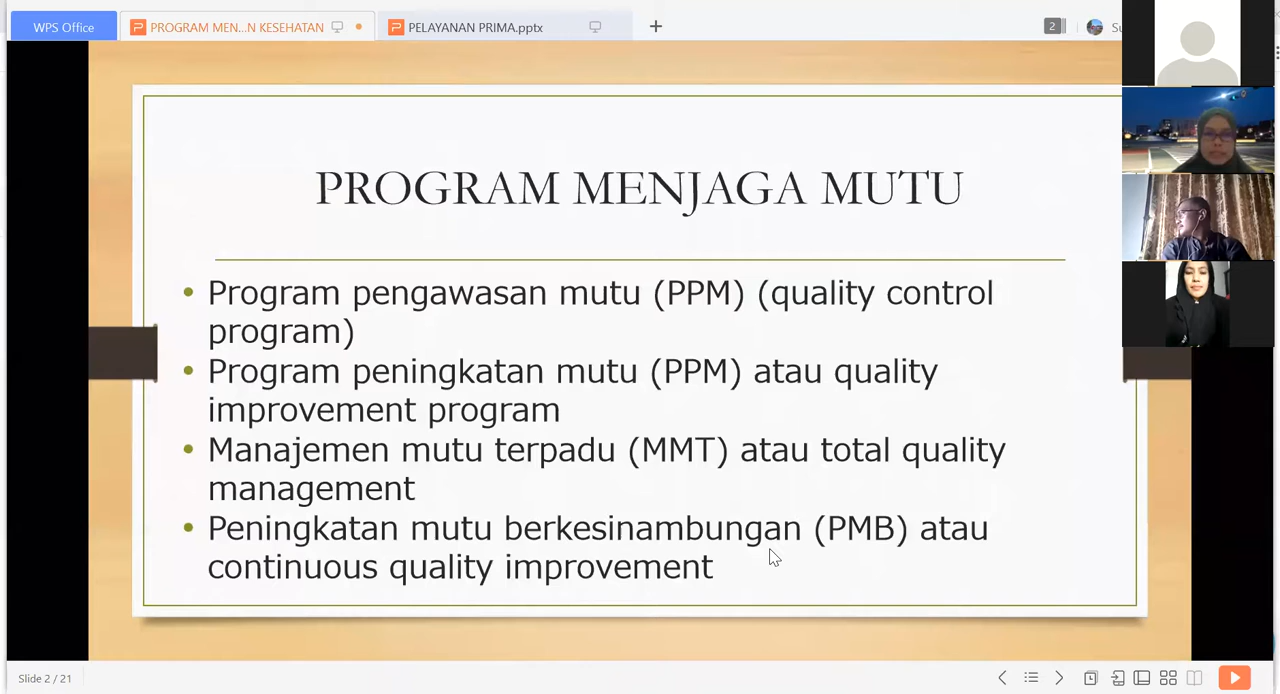 WPS Office
PROGRAM MEN...N KESEHATAN
PELAYANAN PRIMA.pptx
2
PROGRAM MENJAGA MUTU
• Program pengawasan mutu (PPM) (quality control
program)
• Program peningkatan mutu (PPM) atau quality
improvement program
• Manajemen mutu terpadu (MMT) atau total quality
management
• Peningkatan mutu berkesinambungan (PMB) atau
continuous quality improvement
Slide 2 / 21